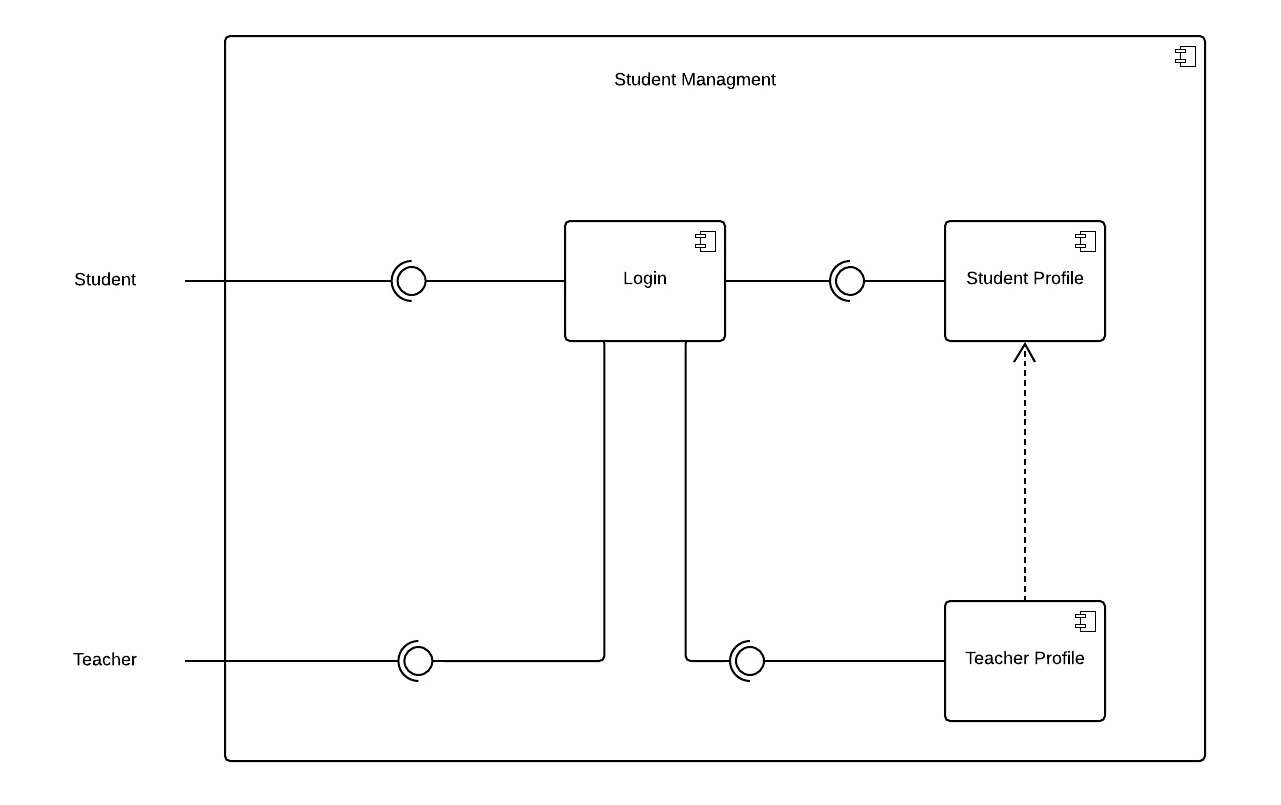 Student Managment
Student
Login
Student Profile
Teacher
Teacher Profile